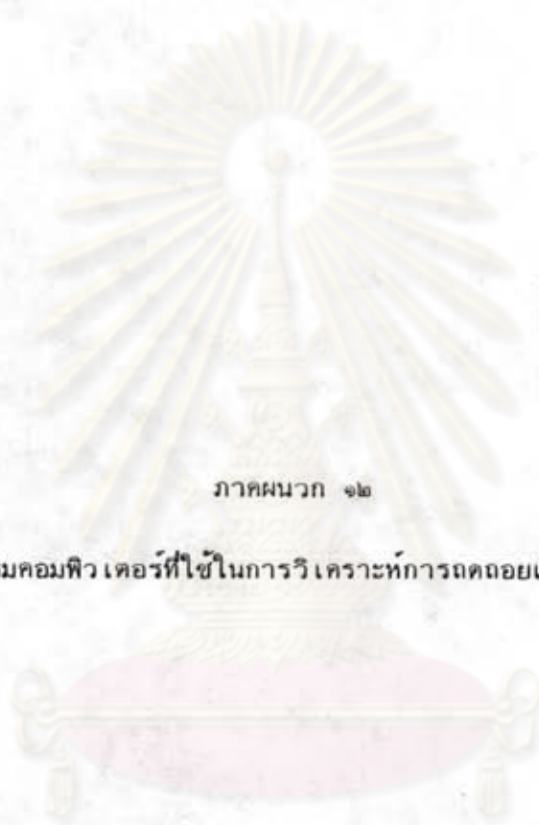 ภาคผนวก ๑๒
มคอมพิวเตอร์ที่ใช้ในการวิเคราะห์การถดถอย